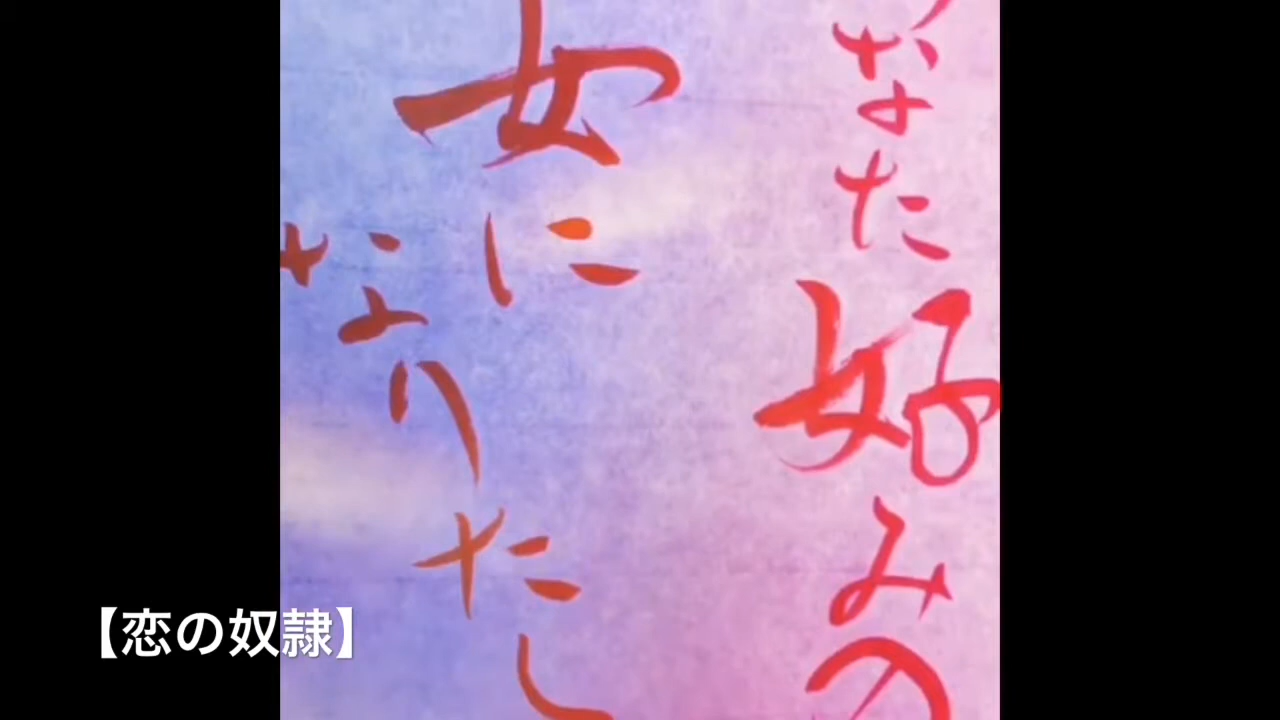 なた好みの
女に
なりたし
【恋の奴隷】